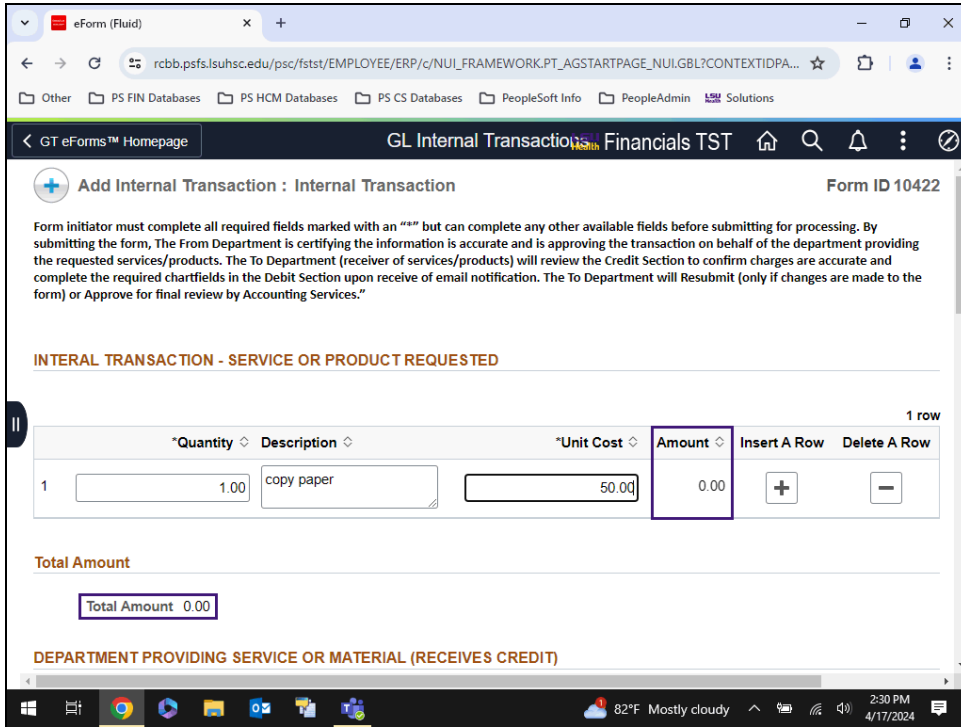 eForm (Fluid)
rcbb.psfs.lsuhsc.edu/psc/fstst/EMPLOYEE/ERP/c/NUI_FRAMEWORK.PT_AGSTARTPAGE_NUI.GBL?CONTEXTIDPA...
Other PS FIN Databases PS HCM Databases PS CS Databases PeopleSoft Info PeopleAdmin LSU Health Solutions
GT eForms™ Homepage GL Internal Transactions LSU Health Financials TST
Add Internal Transaction : Internal Transaction Form ID 10422
Form initiator must complete all required fields marked with an “*” but can complete any other available fields before submitting for processing. By
submitting the form, The From Department is certifying the information is accurate and is approving the transaction on behalf of the department providing
the requested services/products. The To Department (receiver of services/products) will review the Credit Section to confirm charges are accurate and
complete the required chartfields in the Debit Section upon receive of email notification. The To Department will Resubmit (only if changes are made to the
form) or Approve for final review by Accounting Services.”
INTERAL TRANSACTION - SERVICE OR PRODUCT REQUESTED
1 row
*Quantity Description *Unit Cost Amount Insert A Row Delete A Row
1 1.00 copy paper 50.00 0.00
Total Amount
Total Amount 0.00
DEPARTMENT PROVIDING SERVICE OR MATERIAL (RECEIVES CREDIT)
82°F Mostly cloudy 2:30 PM
4/17/2024